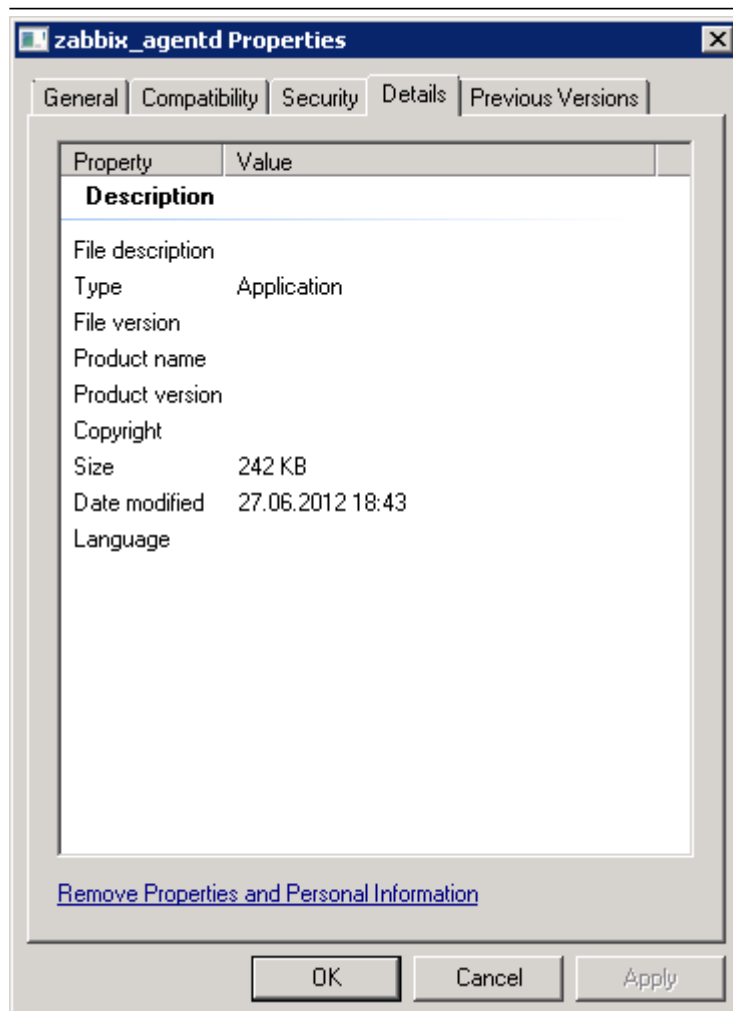 zabbix_agentd Properties
General Compatibility Security Details Previous Versions
Property Value
Description
File description
Type Application
File version
Product name
Product version
Copyright
Size 242 KB
Date modified 27.06.2012 18:43
Language
Remove Properties and Personal Information
OK Cancel Apply